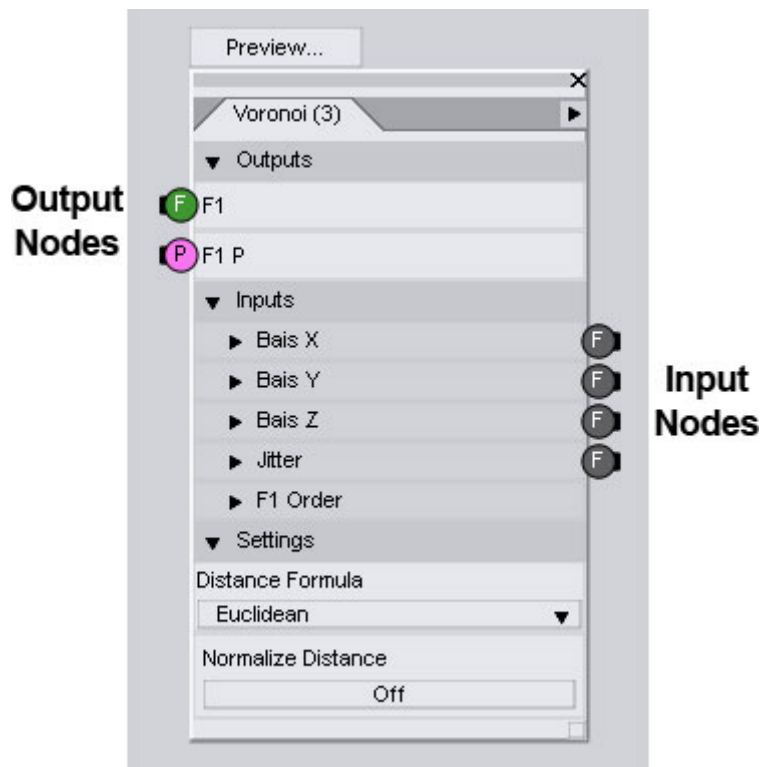 Preview...
Voronoi (3)
Outputs
Output
Nodes
F F1
P F1 P
Inputs
Bais X F
Bais Y F
Bais Z F
Jitter F
Input
Nodes
F1 Order
Settings
Distance Formula
Euclidean
Normalize Distance
Off